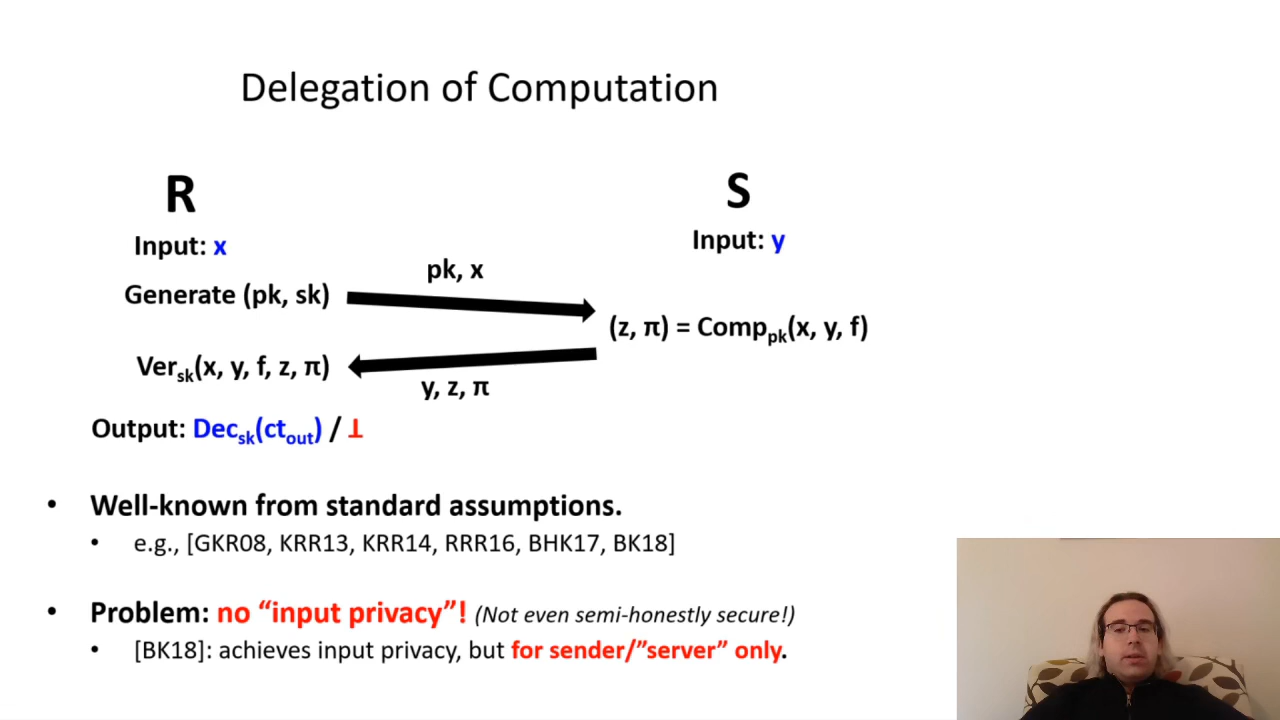 Delegation of Computation
R
S
Input: x
Input: y
pk, x
Generate (pk, sk)
(z, π) = Comppk(x, y, f)
Versk(x, y, f, z, π)
y, z, π
Output: Decsk(ctout) / ⊥
• Well-known from standard assumptions.
• e.g., [GKR08, KRR13, KRR14, RRR16, BHK17, BK18]
• Problem: no “input privacy”! (Not even semi-honestly secure!)
• [BK18]: achieves input privacy, but for sender/”server” only.